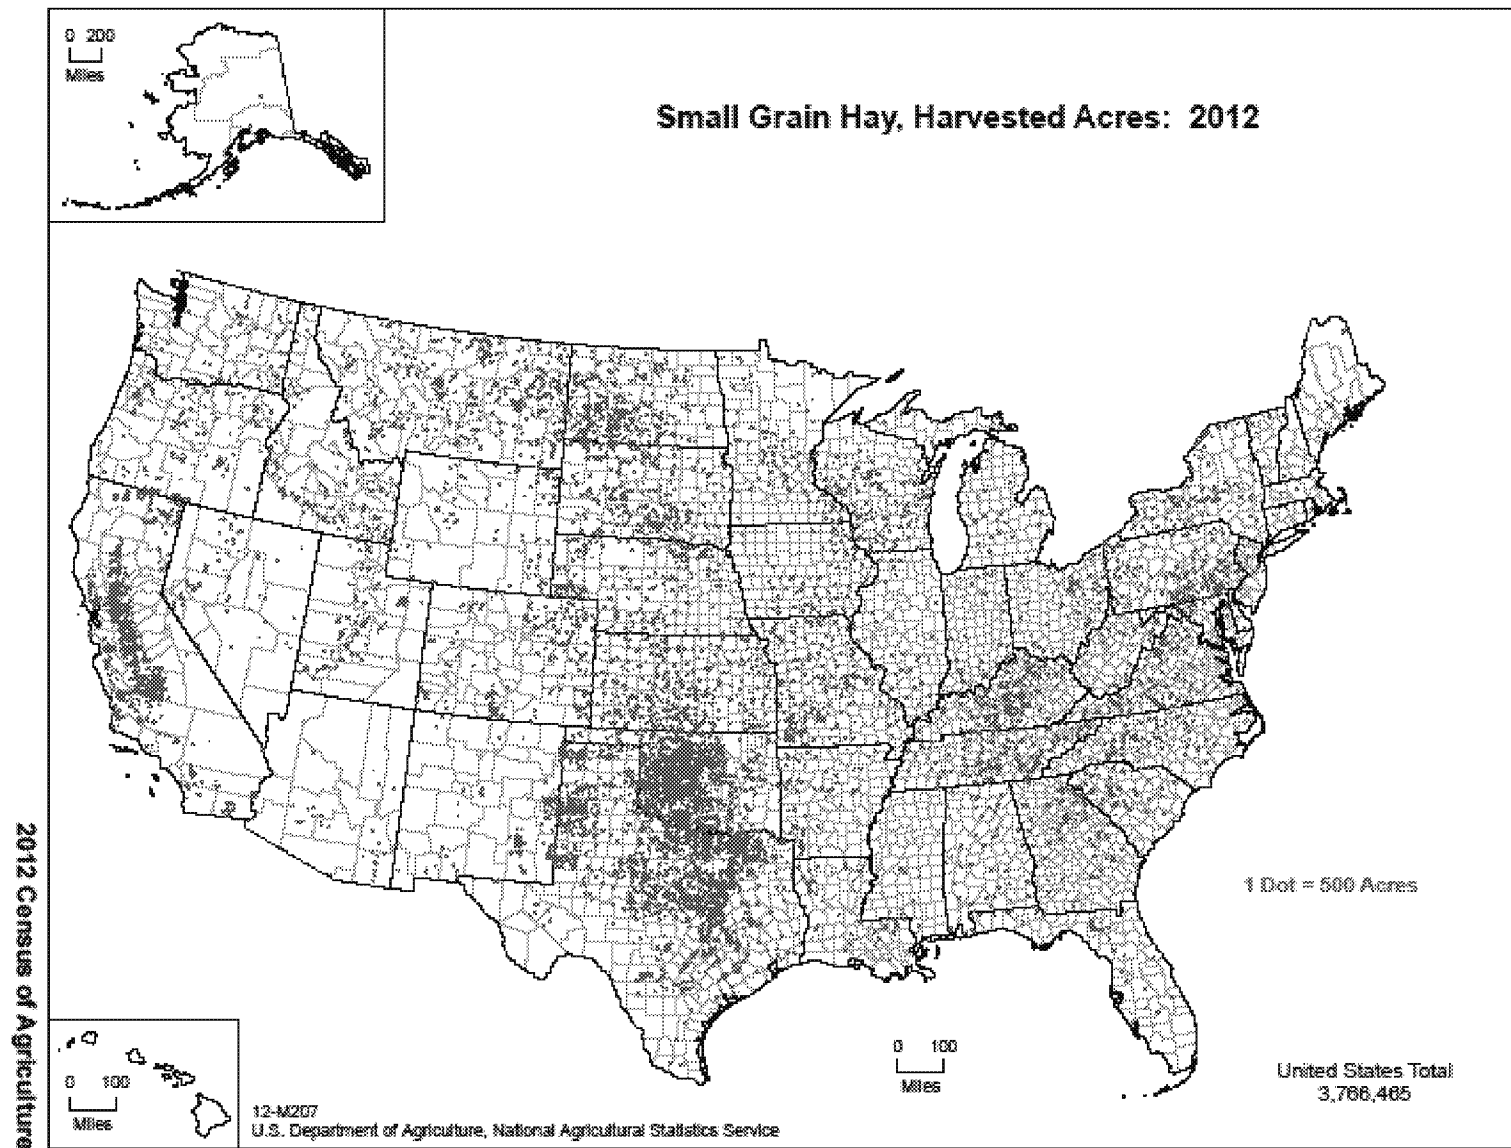 0 200
Miles
Small Grain Hay, Harvested Acres: 2012
1 Dot = 500 Acres
0 100
Miles
United States Total
3,766,465
0 100
Miles
12-M207
U.S. Department of Agriculture, National Agricultural Statistics Service
2012 Census of Agriculture